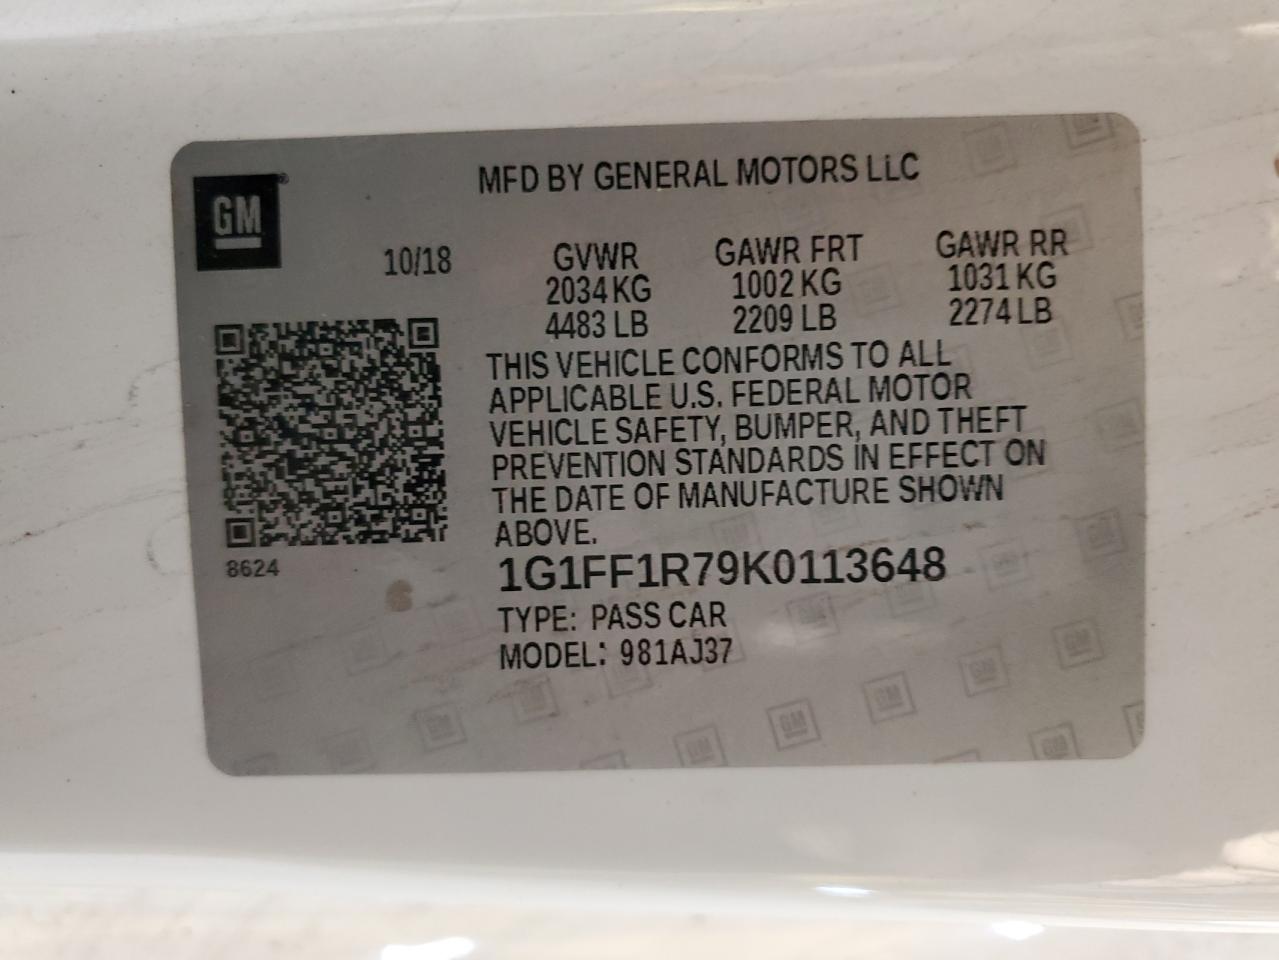 GM
MFD BY GENERAL MOTORS LLC
10/18
GVWR GAWR FRT GAWR RR
2034 KG 1002 KG 1031 KG
4483 LB 2209 LB 2274 LB
THIS VEHICLE CONFORMS TO ALL
APPLICABLE U.S. FEDERAL MOTOR
VEHICLE SAFETY, BUMPER, AND THEFT
PREVENTION STANDARDS IN EFFECT ON
THE DATE OF MANUFACTURE SHOWN
ABOVE.
8624
1G1FF1R79K0113648
TYPE: PASS CAR
MODEL: 981AJ37